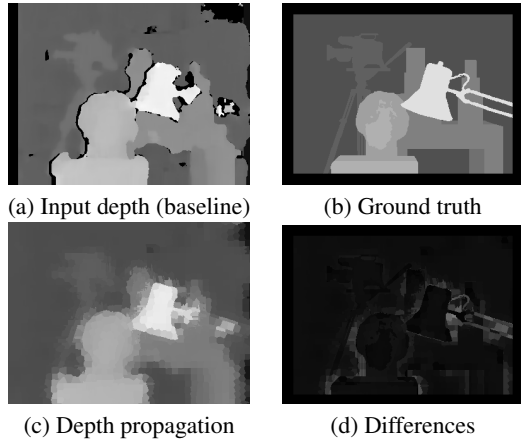 (a) Input depth (baseline)
(b) Ground truth
(c) Depth propagation
(d) Differences